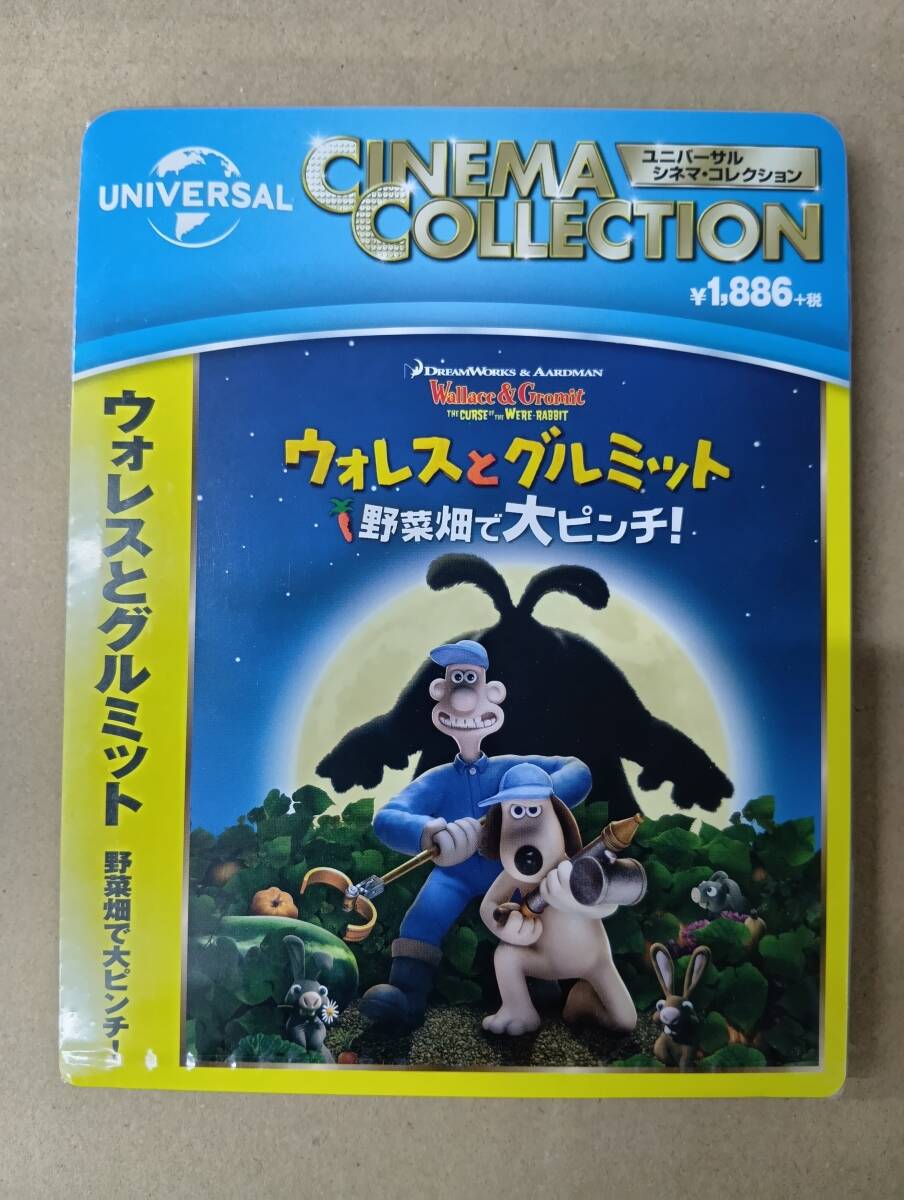 UNIVERSAL
CINEMA
COLLECTION
ユニバーサル
シネマ・コレクション
¥1,886+税
DREAMWORKS & AARDMAN
Wallace & Gromit
THE CURSE OF THE WERE-RABBIT
ウォレスとグルミット
野菜畑で大ピンチ!
ウォレスとグルミット 野菜畑で大ピンチ!